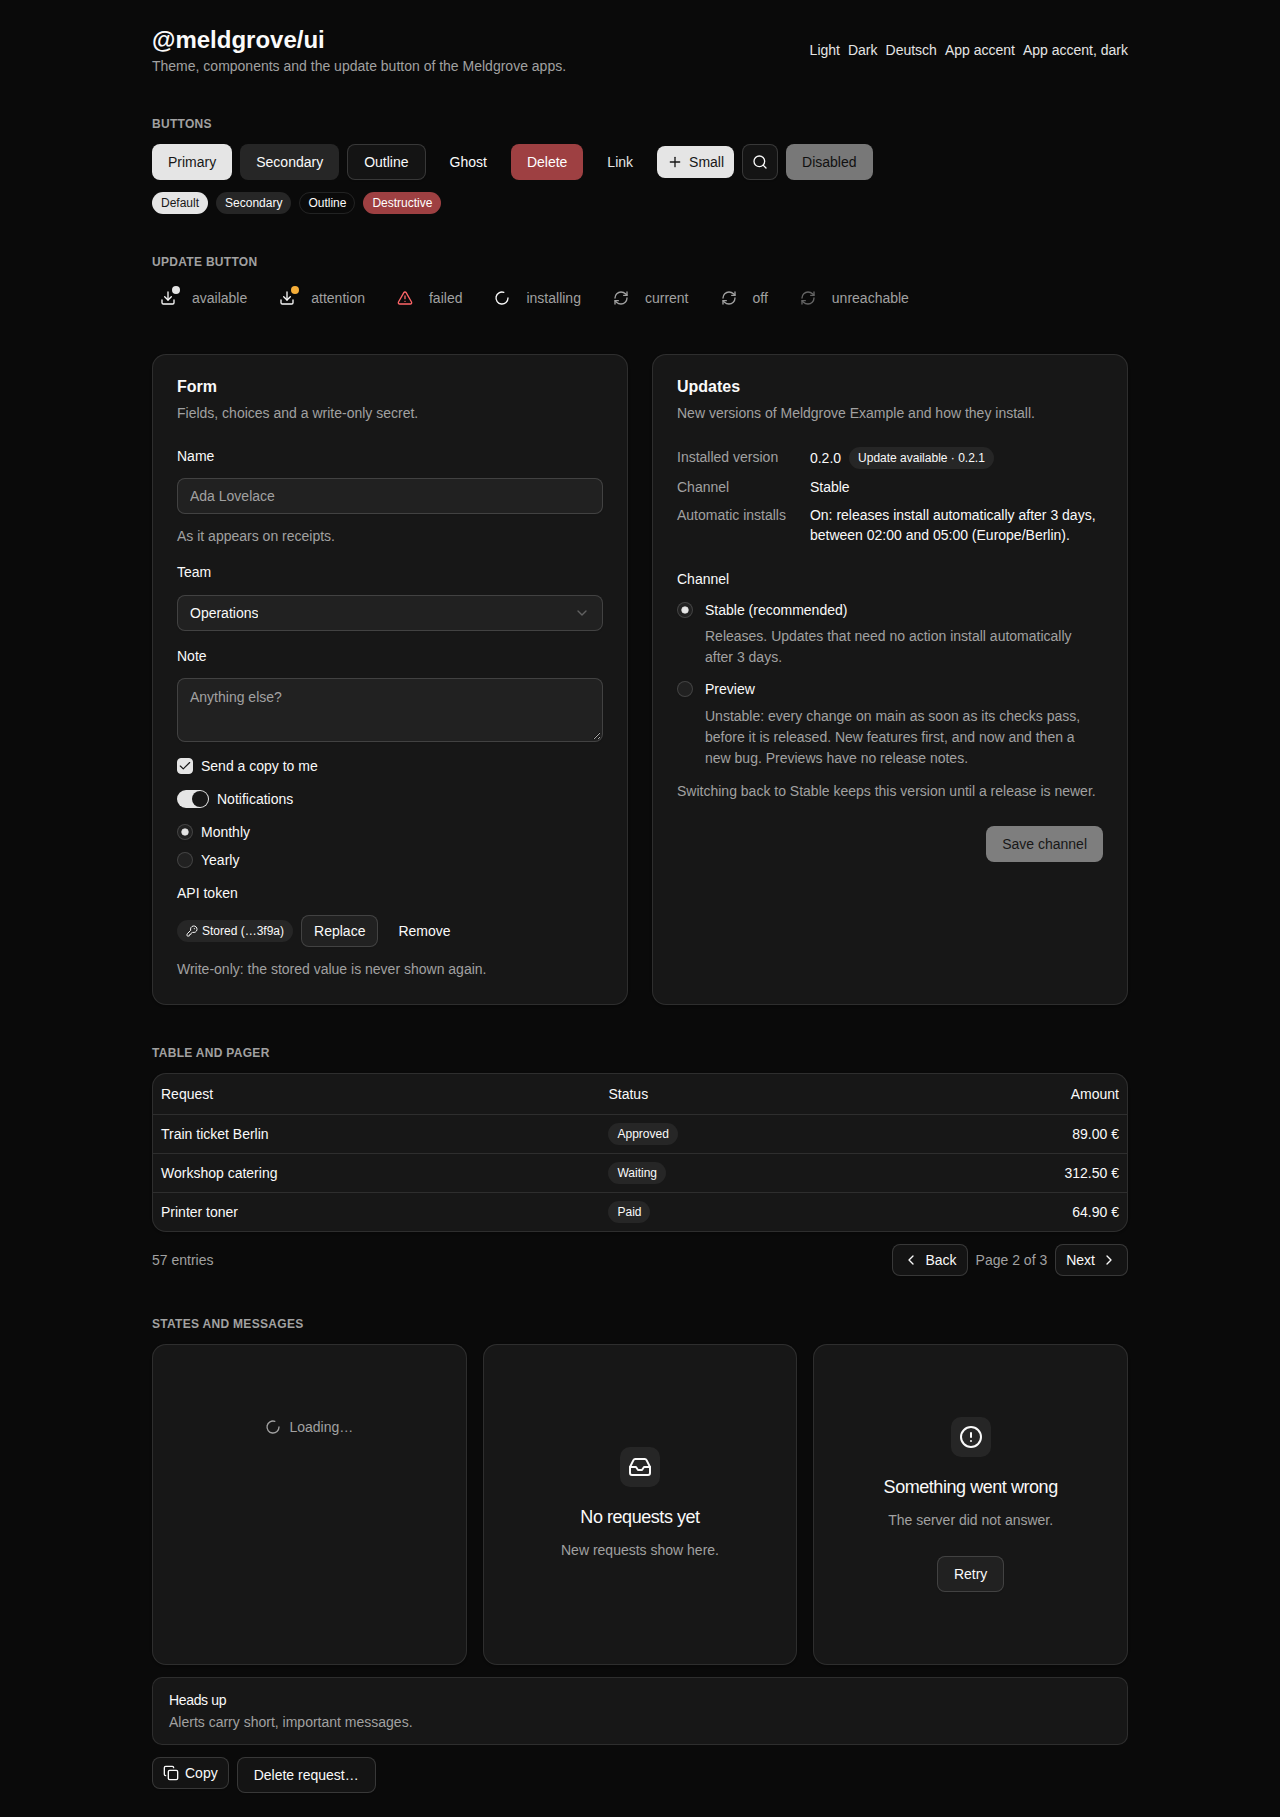 @meldgrove/ui
Theme, components and the update button of the Meldgrove apps.
Light Dark Deutsch App accent App accent, dark
BUTTONS
Primary Secondary Outline Ghost Delete Link Small Disabled
Default Secondary Outline Destructive
UPDATE BUTTON
available attention failed installing current off unreachable
Form
Fields, choices and a write-only secret.
Name
Ada Lovelace
As it appears on receipts.
Team
Operations
Note
Anything else?
Send a copy to me
Notifications
Monthly
Yearly
API token
Stored (…3f9a) Replace Remove
Write-only: the stored value is never shown again.
Updates
New versions of Meldgrove Example and how they install.
Installed version 0.2.0 Update available · 0.2.1
Channel Stable
Automatic installs On: releases install automatically after 3 days,
between 02:00 and 05:00 (Europe/Berlin).
Channel
Stable (recommended)
Releases. Updates that need no action install automatically
after 3 days.
Preview
Unstable: every change on main as soon as its checks pass,
before it is released. New features first, and now and then a
new bug. Previews have no release notes.
Switching back to Stable keeps this version until a release is newer.
Save channel
TABLE AND PAGER
Request Status Amount
Train ticket Berlin Approved 89.00 €
Workshop catering Waiting 312.50 €
Printer toner Paid 64.90 €
57 entries Back Page 2 of 3 Next
STATES AND MESSAGES
Loading…
No requests yet
New requests show here.
Something went wrong
The server did not answer.
Retry
Heads up
Alerts carry short, important messages.
Copy Delete request…